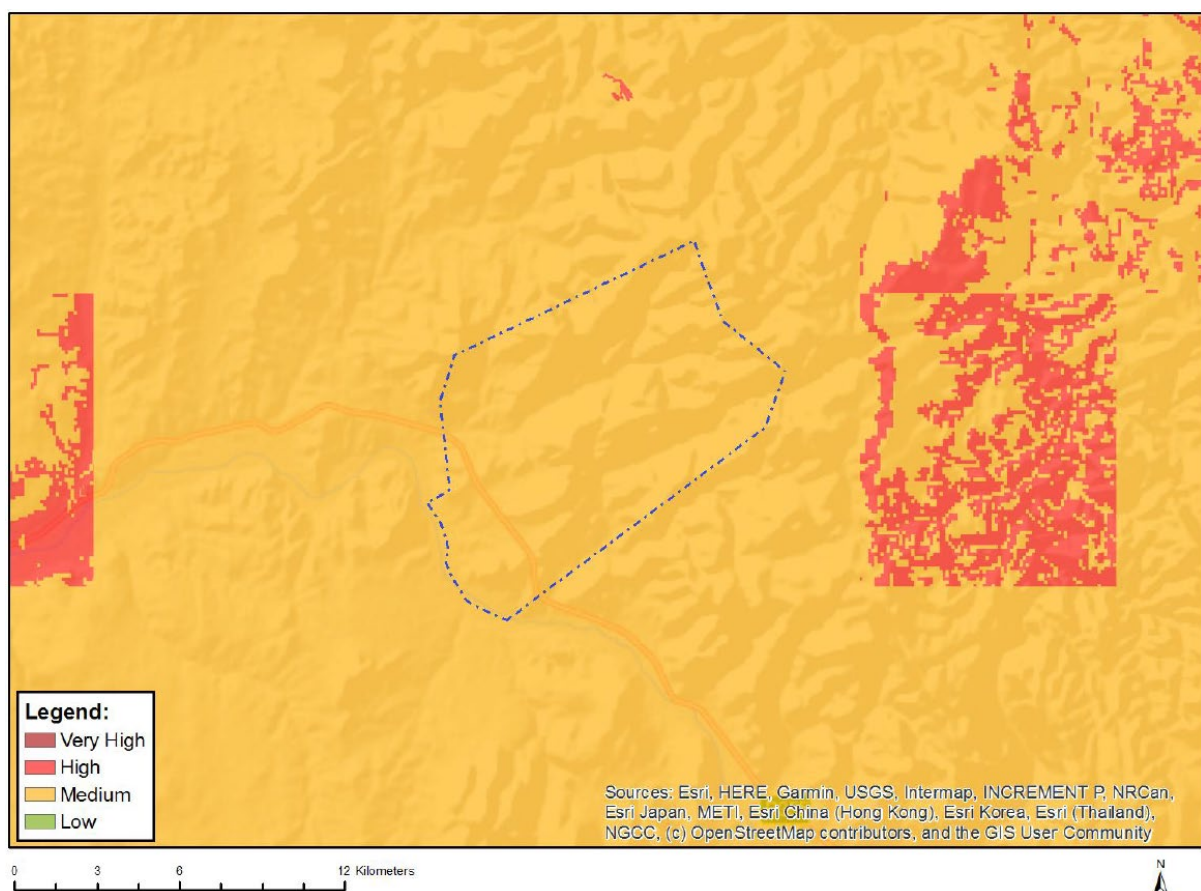 Legend:
Very High
High
Medium
Low
Sources: Esri, HERE, Garmin, USGS, Intermap, INCREMENT P, NRCan,
Esri Japan, METI, Esri China (Hong Kong), Esri Korea, Esri (Thailand),
NGCC, (c) OpenStreetMap contributors, and the GIS User Community
0 3 6 12 Kilometers
N